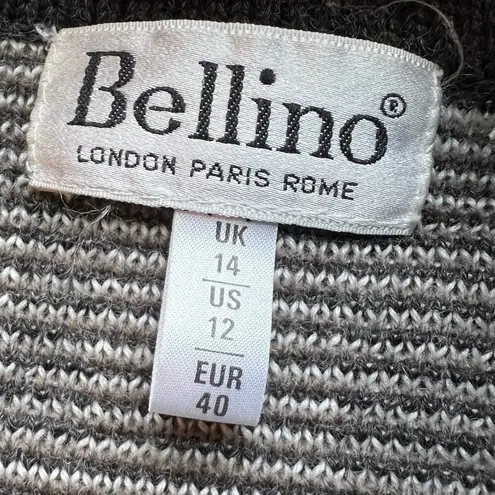 Bellino®
LONDON PARIS ROME
UK
14
US
12
EUR
40